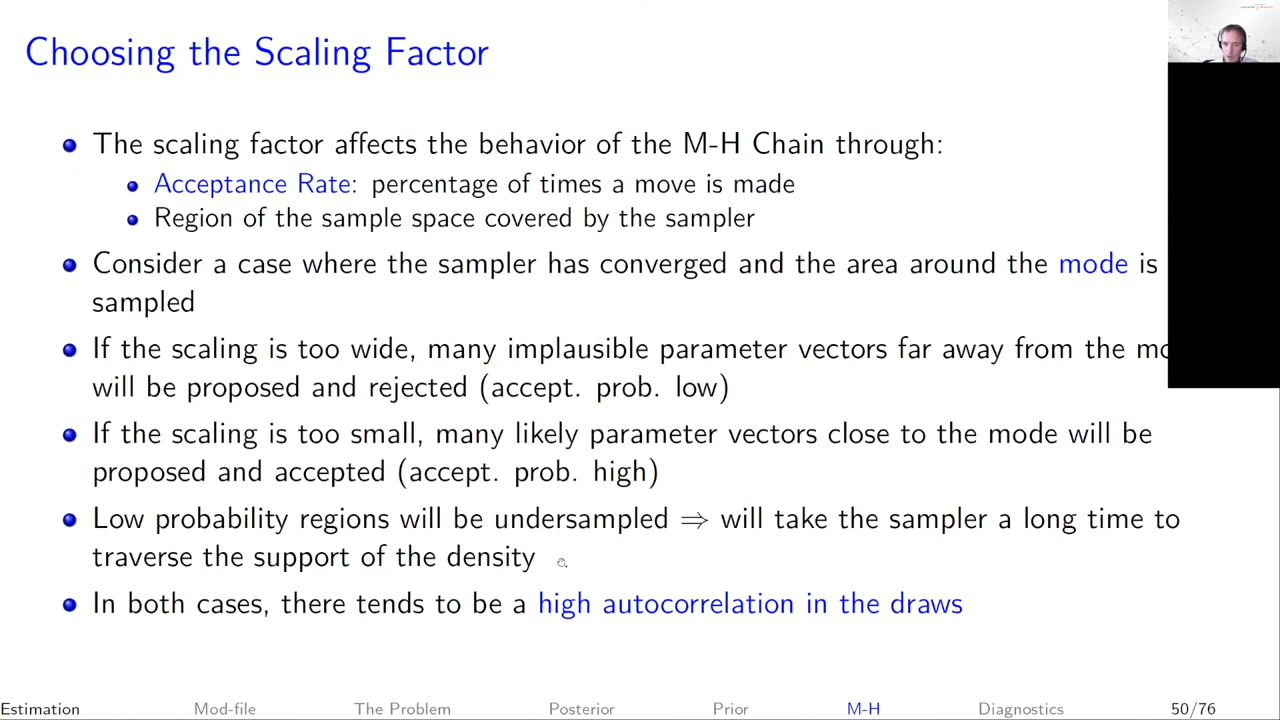 Choosing the Scaling Factor
The scaling factor affects the behavior of the M-H Chain through:
Acceptance Rate: percentage of times a move is made
Region of the sample space covered by the sampler
Consider a case where the sampler has converged and the area around the mode is
sampled
If the scaling is too wide, many implausible parameter vectors far away from the mo
will be proposed and rejected (accept. prob. low)
If the scaling is too small, many likely parameter vectors close to the mode will be
proposed and accepted (accept. prob. high)
Low probability regions will be undersampled ⇒ will take the sampler a long time to
traverse the support of the density
In both cases, there tends to be a high autocorrelation in the draws
Estimation Mod-file The Problem Posterior Prior M-H Diagnostics 50/76